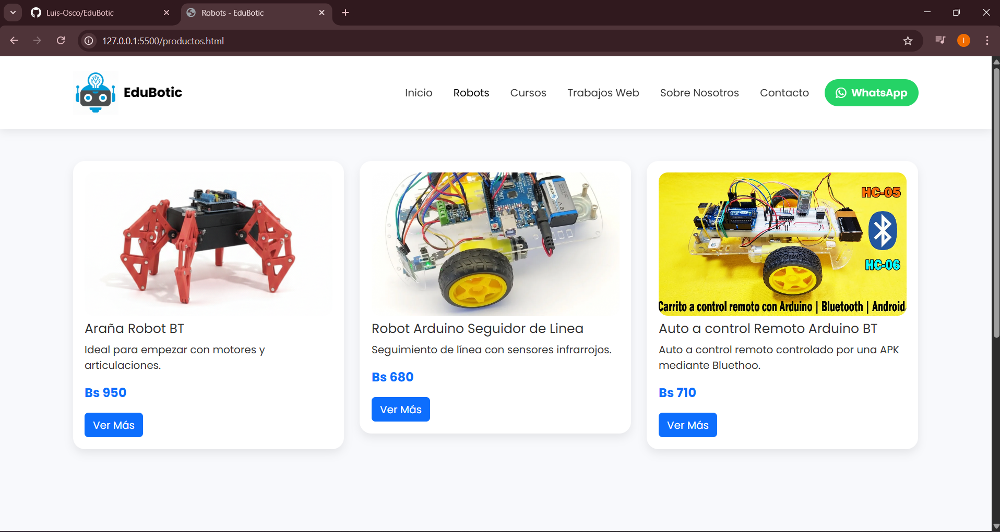 Luis-Osco/EduBotic
Robots - EduBotic
127.0.0.1:5500/productos.html
I
EduBotic
Inicio
Robots
Cursos
Trabajos Web
Sobre Nosotros
Contacto
WhatsApp
UNO
9V
HC-05
HC-06
Carrito a control remoto con Arduino | Bluetooth | Android.
Araña Robot BT
Ideal para empezar con motores y
articulaciones.
Bs 950
Ver Más
Robot Arduino Seguidor de Linea
Seguimiento de línea con sensores infrarrojos.
Bs 680
Ver Más
Auto a control Remoto Arduino BT
Auto a control remoto controlado por una APK
mediante Bluethoo.
Bs 710
Ver Más